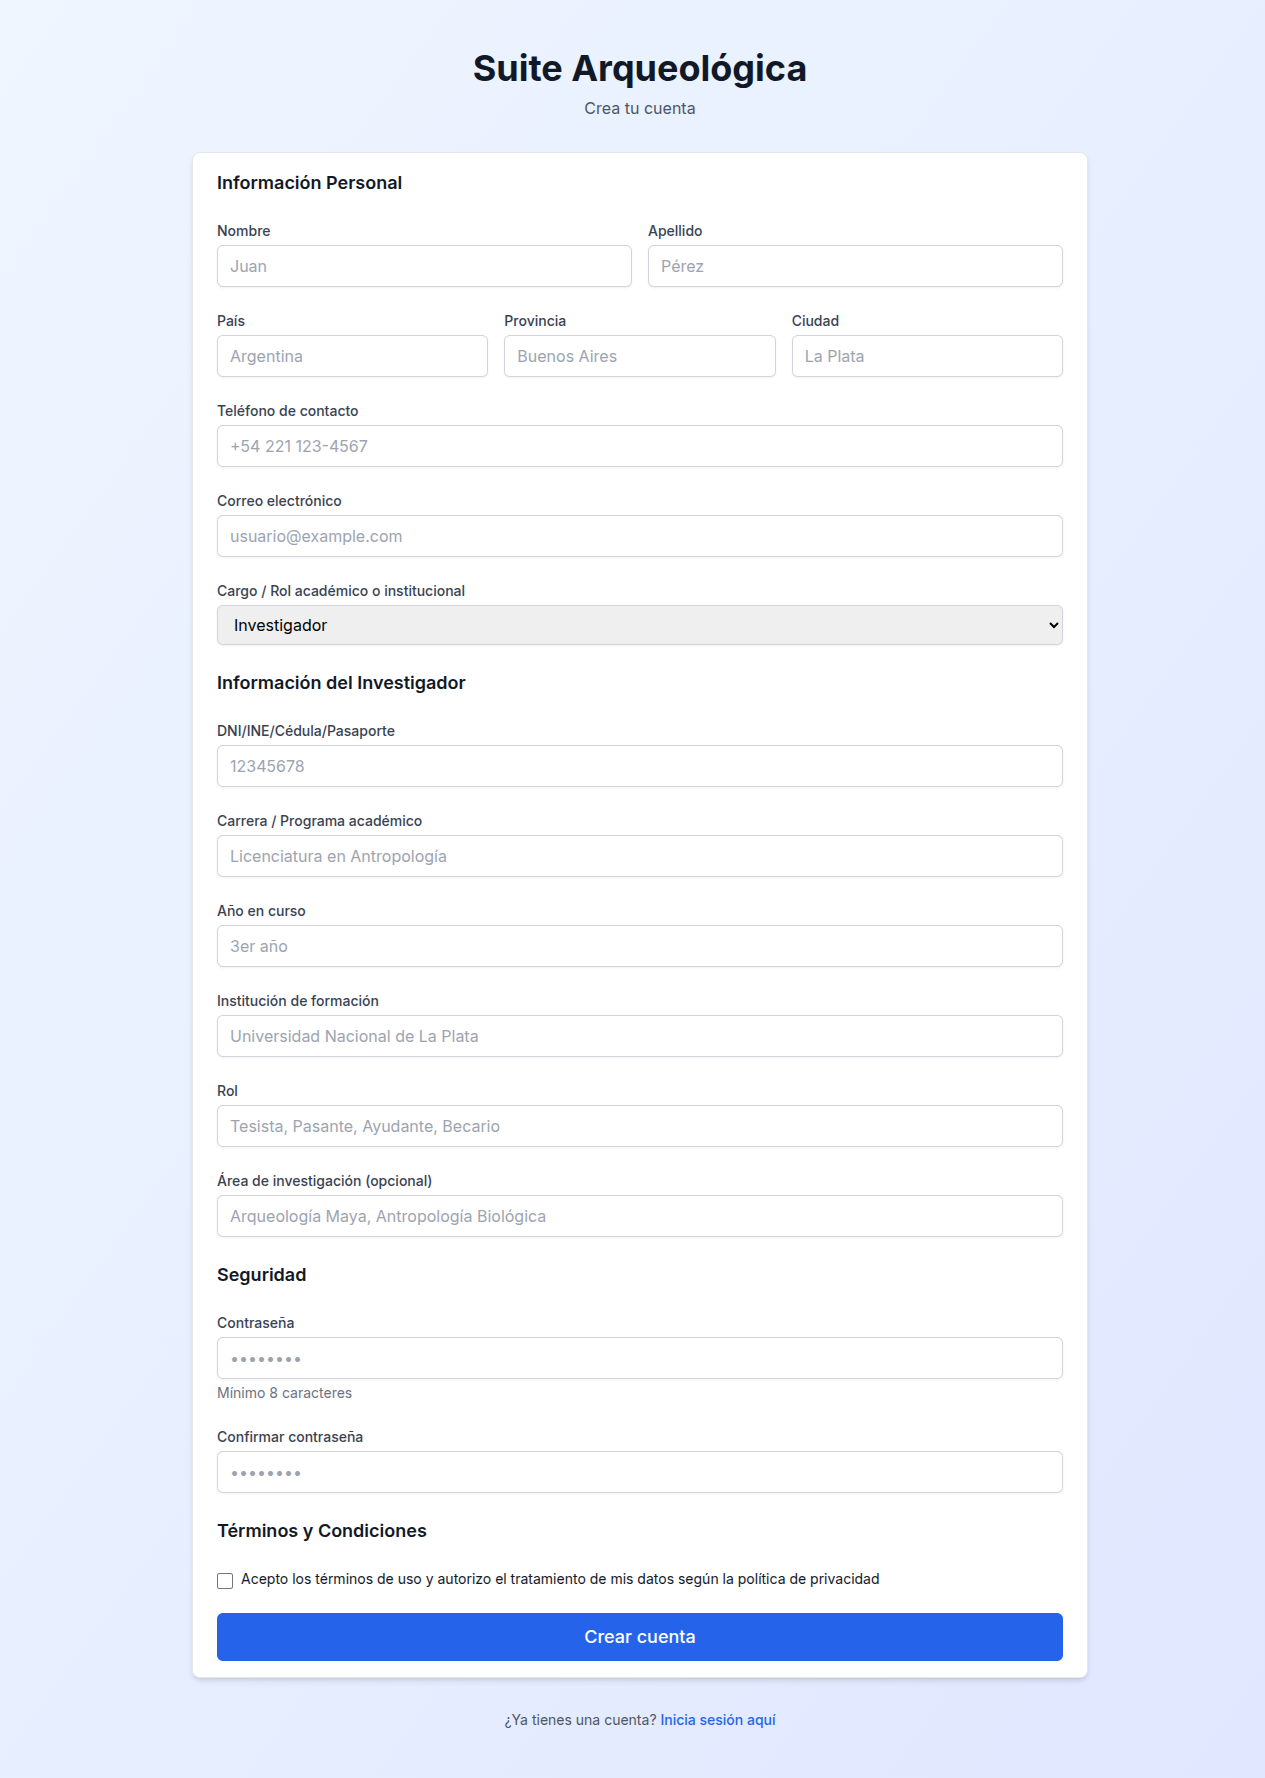 Suite Arqueológica
Crea tu cuenta
Información Personal
Nombre
Apellido
Juan
Pérez
País
Provincia
Ciudad
Argentina
Buenos Aires
La Plata
Teléfono de contacto
+54 221 123-4567
Correo electrónico
usuario@example.com
Cargo / Rol académico o institucional
Investigador
Información del Investigador
DNI/INE/Cédula/Pasaporte
12345678
Carrera / Programa académico
Licenciatura en Antropología
Año en curso
3er año
Institución de formación
Universidad Nacional de La Plata
Rol
Tesista, Pasante, Ayudante, Becario
Área de investigación (opcional)
Arqueología Maya, Antropología Biológica
Seguridad
Contraseña
••••••••
Mínimo 8 caracteres
Confirmar contraseña
••••••••
Términos y Condiciones
Acepto los términos de uso y autorizo el tratamiento de mis datos según la política de privacidad
Crear cuenta
¿Ya tienes una cuenta? Inicia sesión aquí